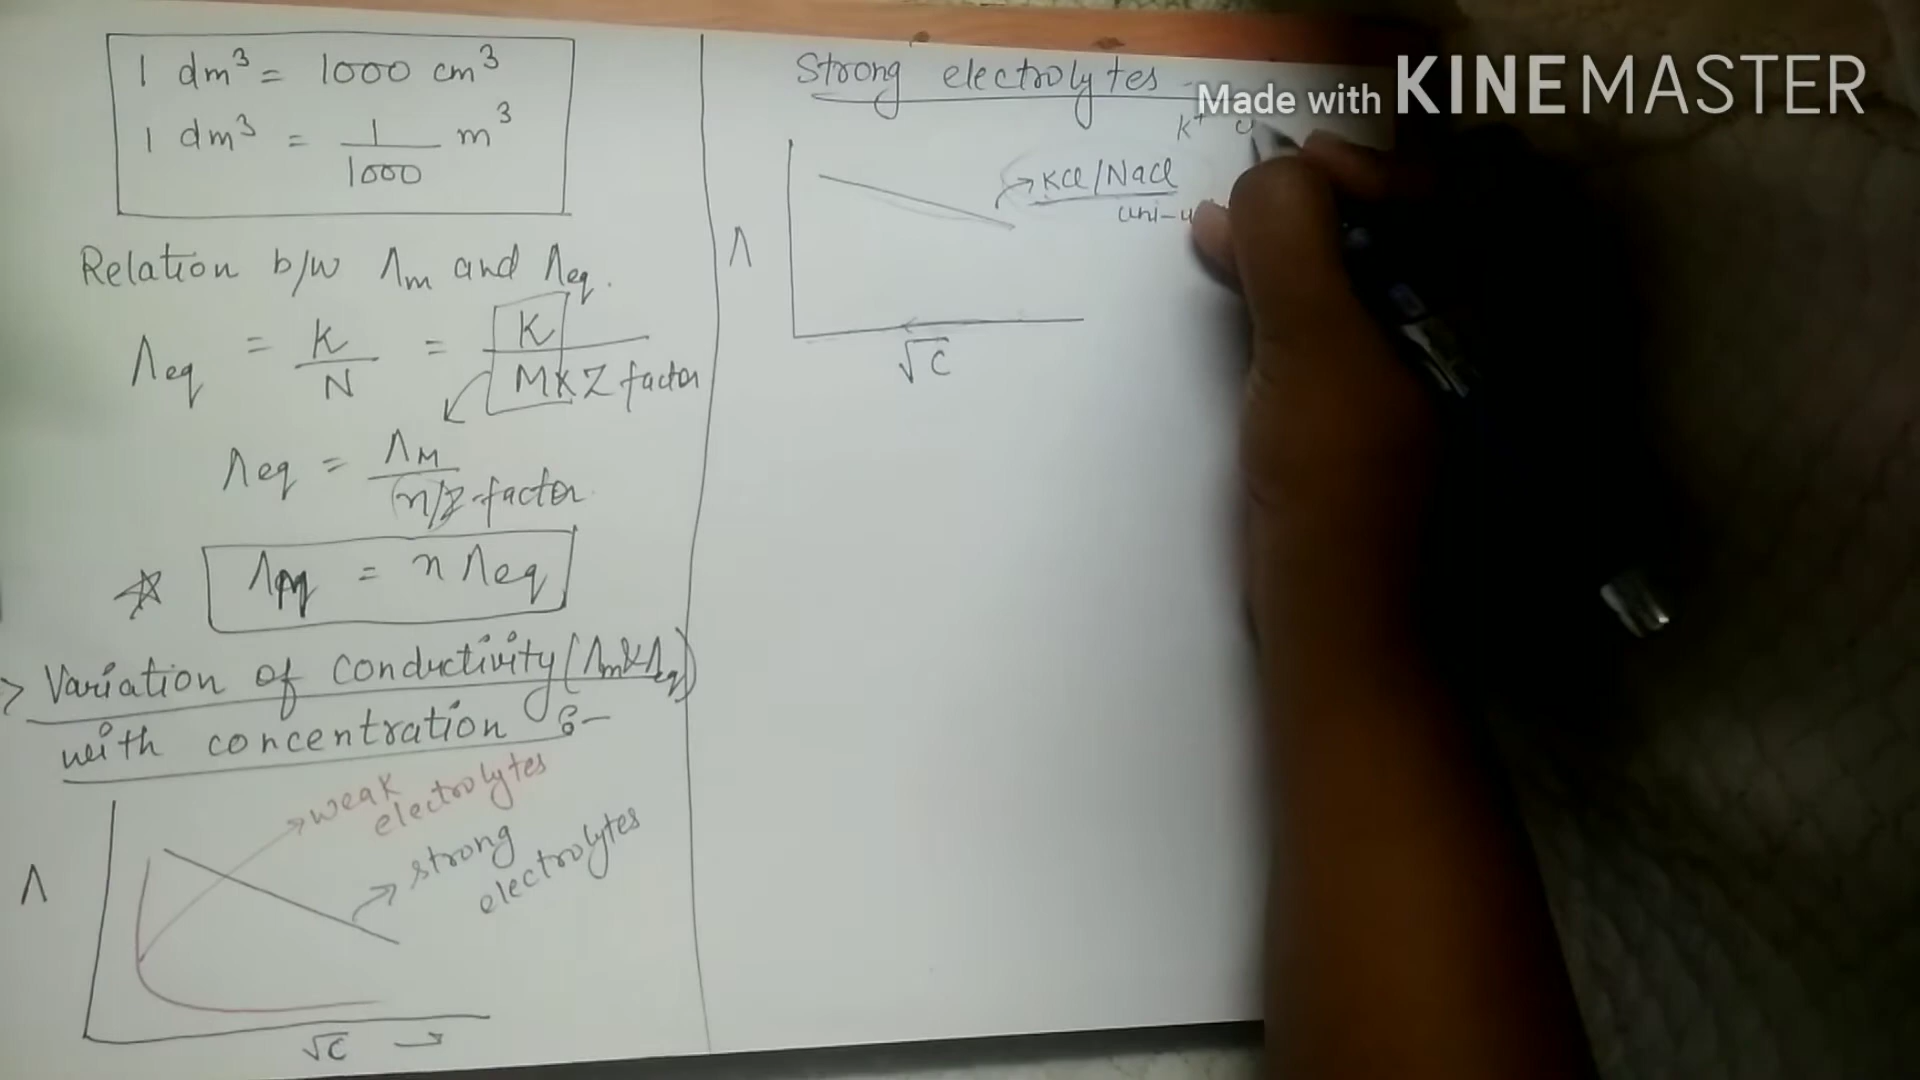 1 dm³ = 1000 cm³
1 dm³ = 1/1000 m³
Relation b/w Λm and Λeq.
Λeq = K/N = K/M×Z factor
Λeq = ΛM/(n/z-factor
ΛM = n Λeq
> Variation of conductivity (Λm & Λeq)
with concentration :-
weak
electrolytes
strong
electrolytes
Λ
√C →
Strong electrolytes -
Made with KINEMASTER
K⁺
→ KCl/NaCl
uni-u
Λ
√C